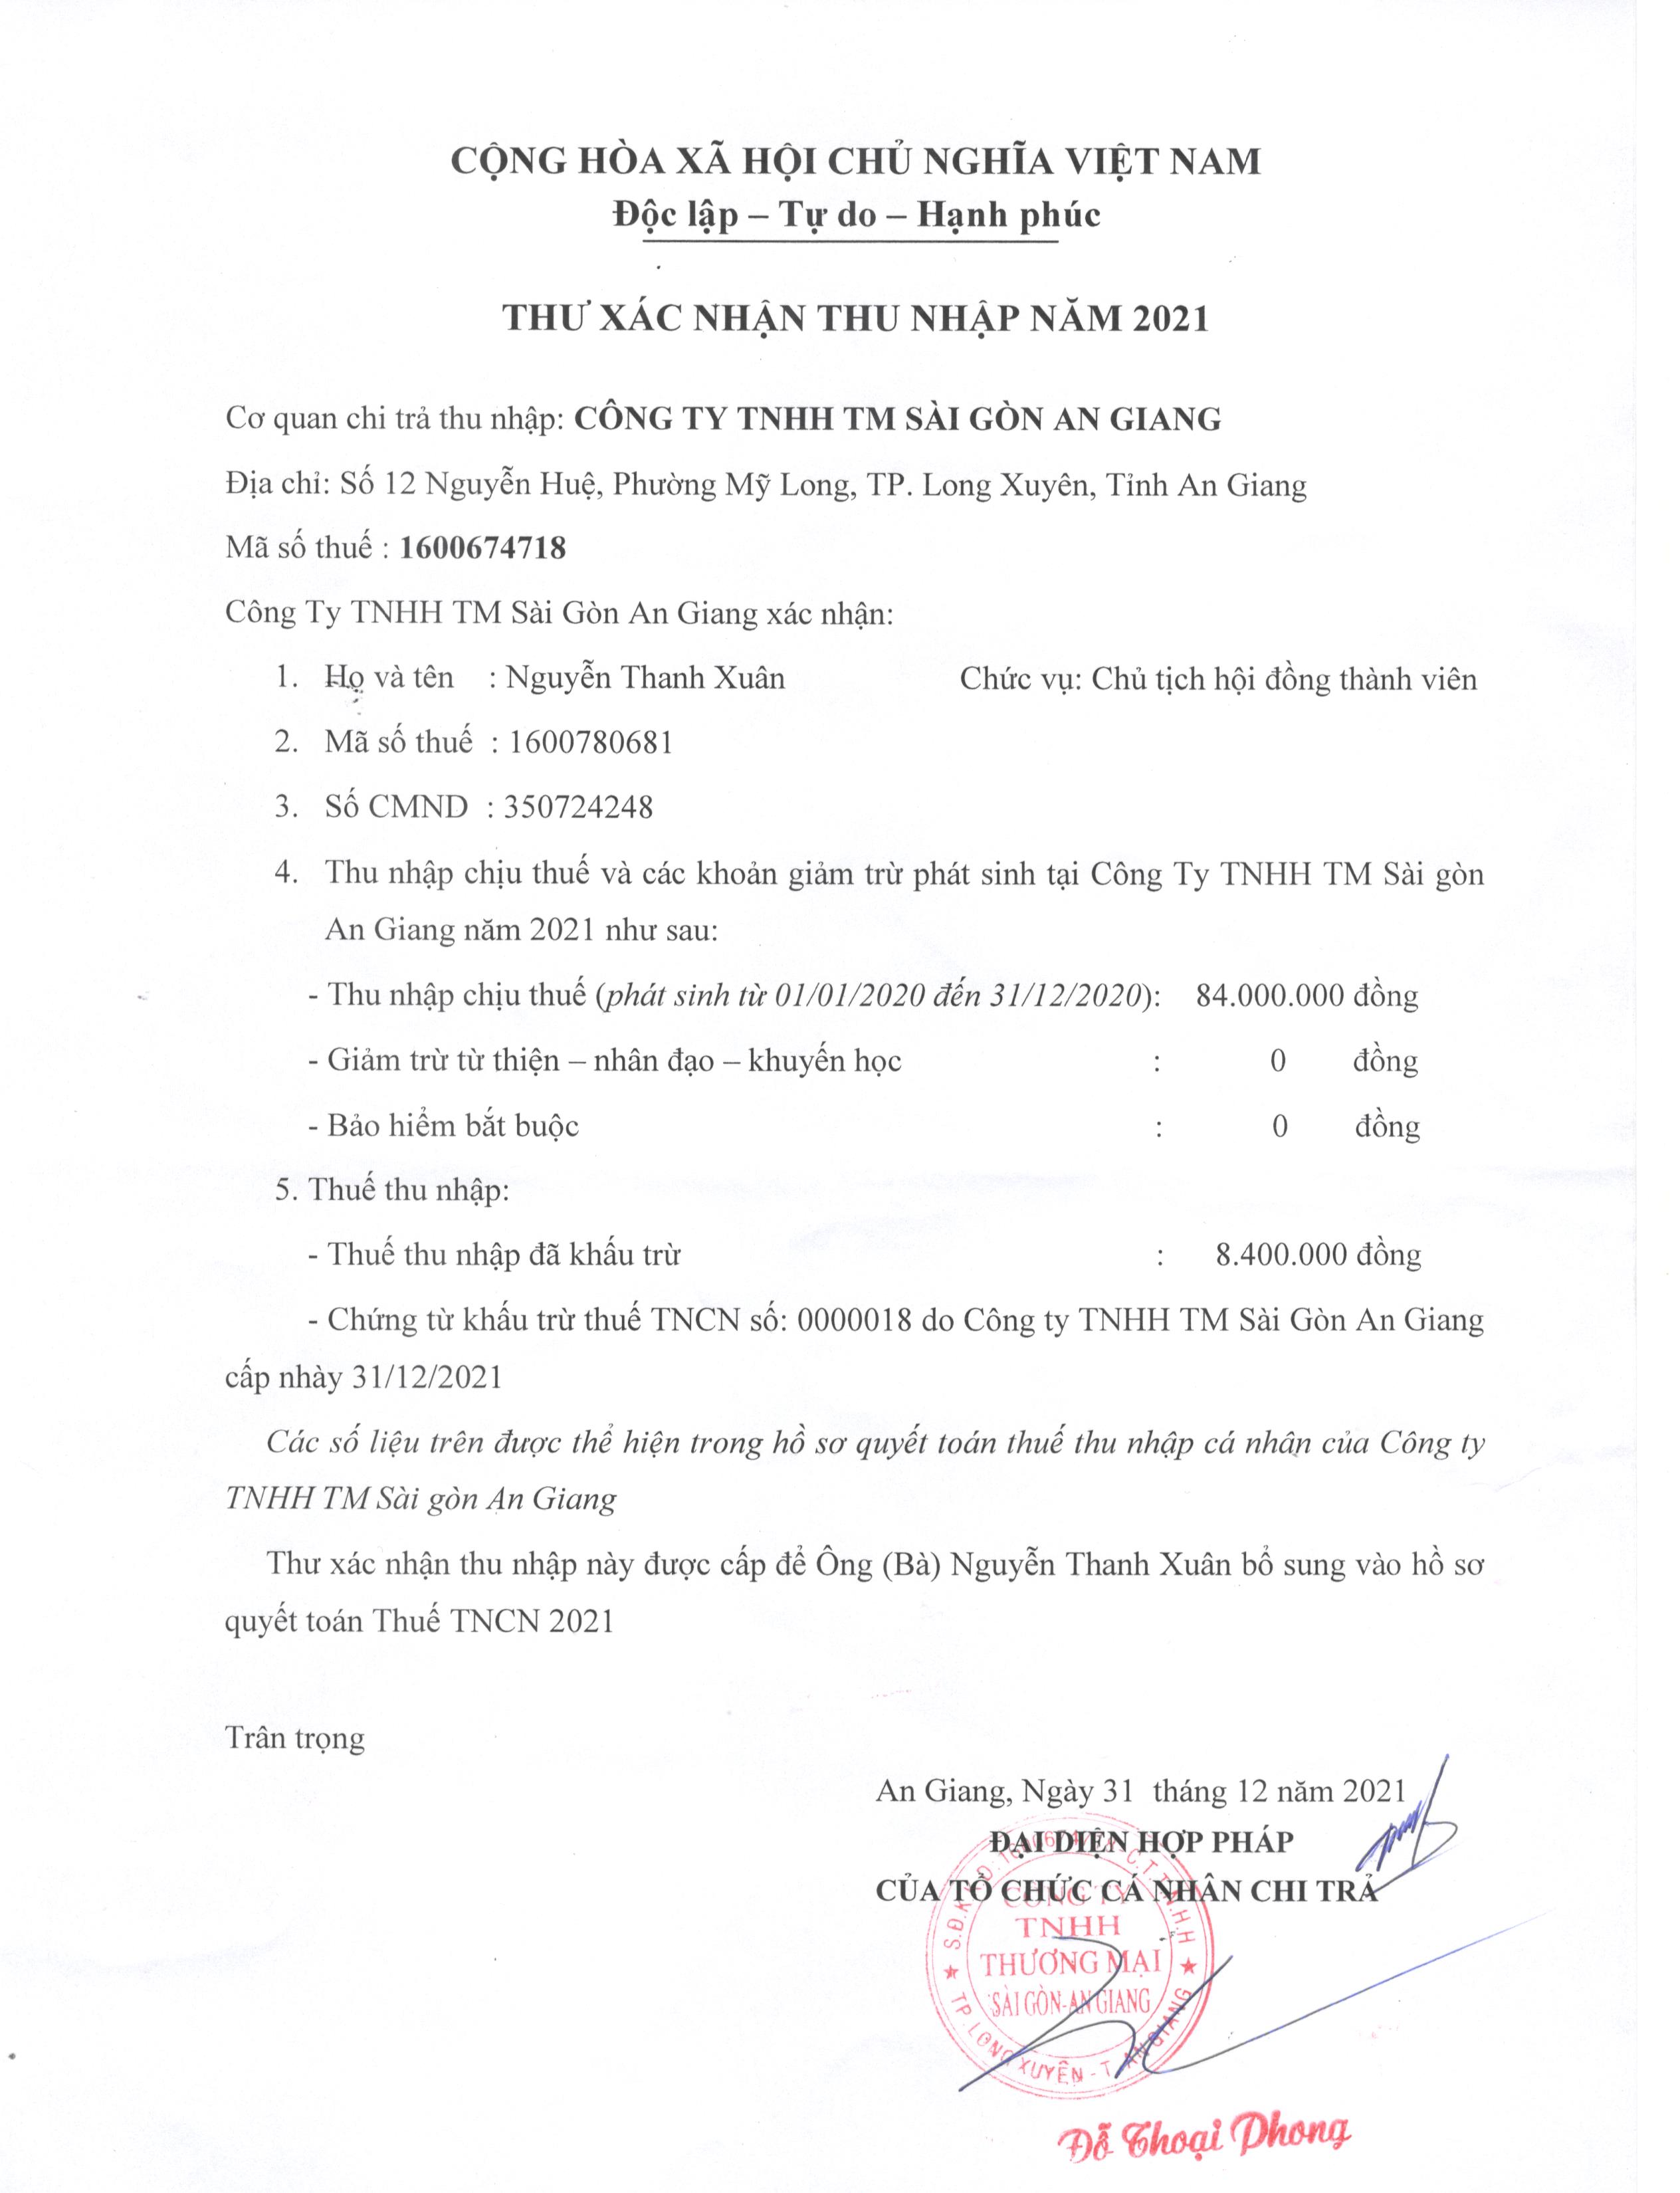 CỘNG HÒA XÃ HỘI CHỦ NGHĨA VIỆT NAM
Độc lập – Tự do – Hạnh phúc
THƯ XÁC NHẬN THU NHẬP NĂM 2021
Cơ quan chi trả thu nhập: CÔNG TY TNHH TM SÀI GÒN AN GIANG
Địa chỉ: Số 12 Nguyễn Huệ, Phường Mỹ Long, TP. Long Xuyên, Tỉnh An Giang
Mã số thuế : 1600674718
Công Ty TNHH TM Sài Gòn An Giang xác nhận:
1. Họ và tên : Nguyễn Thanh Xuân Chức vụ: Chủ tịch hội đồng thành viên
2. Mã số thuế : 1600780681
3. Số CMND : 350724248
4. Thu nhập chịu thuế và các khoản giảm trừ phát sinh tại Công Ty TNHH TM Sài gòn
An Giang năm 2021 như sau:
- Thu nhập chịu thuế (phát sinh từ 01/01/2020 đến 31/12/2020): 84.000.000 đồng
- Giảm trừ từ thiện – nhân đạo – khuyến học : 0 đồng
- Bảo hiểm bắt buộc : 0 đồng
5. Thuế thu nhập:
- Thuế thu nhập đã khấu trừ : 8.400.000 đồng
- Chứng từ khấu trừ thuế TNCN số: 0000018 do Công ty TNHH TM Sài Gòn An Giang
cấp nhày 31/12/2021
Các số liệu trên được thể hiện trong hồ sơ quyết toán thuế thu nhập cá nhân của Công ty
TNHH TM Sài gòn An Giang
Thư xác nhận thu nhập này được cấp để Ông (Bà) Nguyễn Thanh Xuân bổ sung vào hồ sơ
quyết toán Thuế TNCN 2021
Trân trọng
An Giang, Ngày 31 tháng 12 năm 2021
ĐẠI DIỆN HỢP PHÁP
CỦA TỔ CHỨC CÁ NHÂN CHI TRẢ
CÔNG TY
TNHH
THƯƠNG MẠI
SÀI GÒN-AN GIANG
TP. LONG XUYÊN - T. AN GIANG
Đỗ Thoại Phong